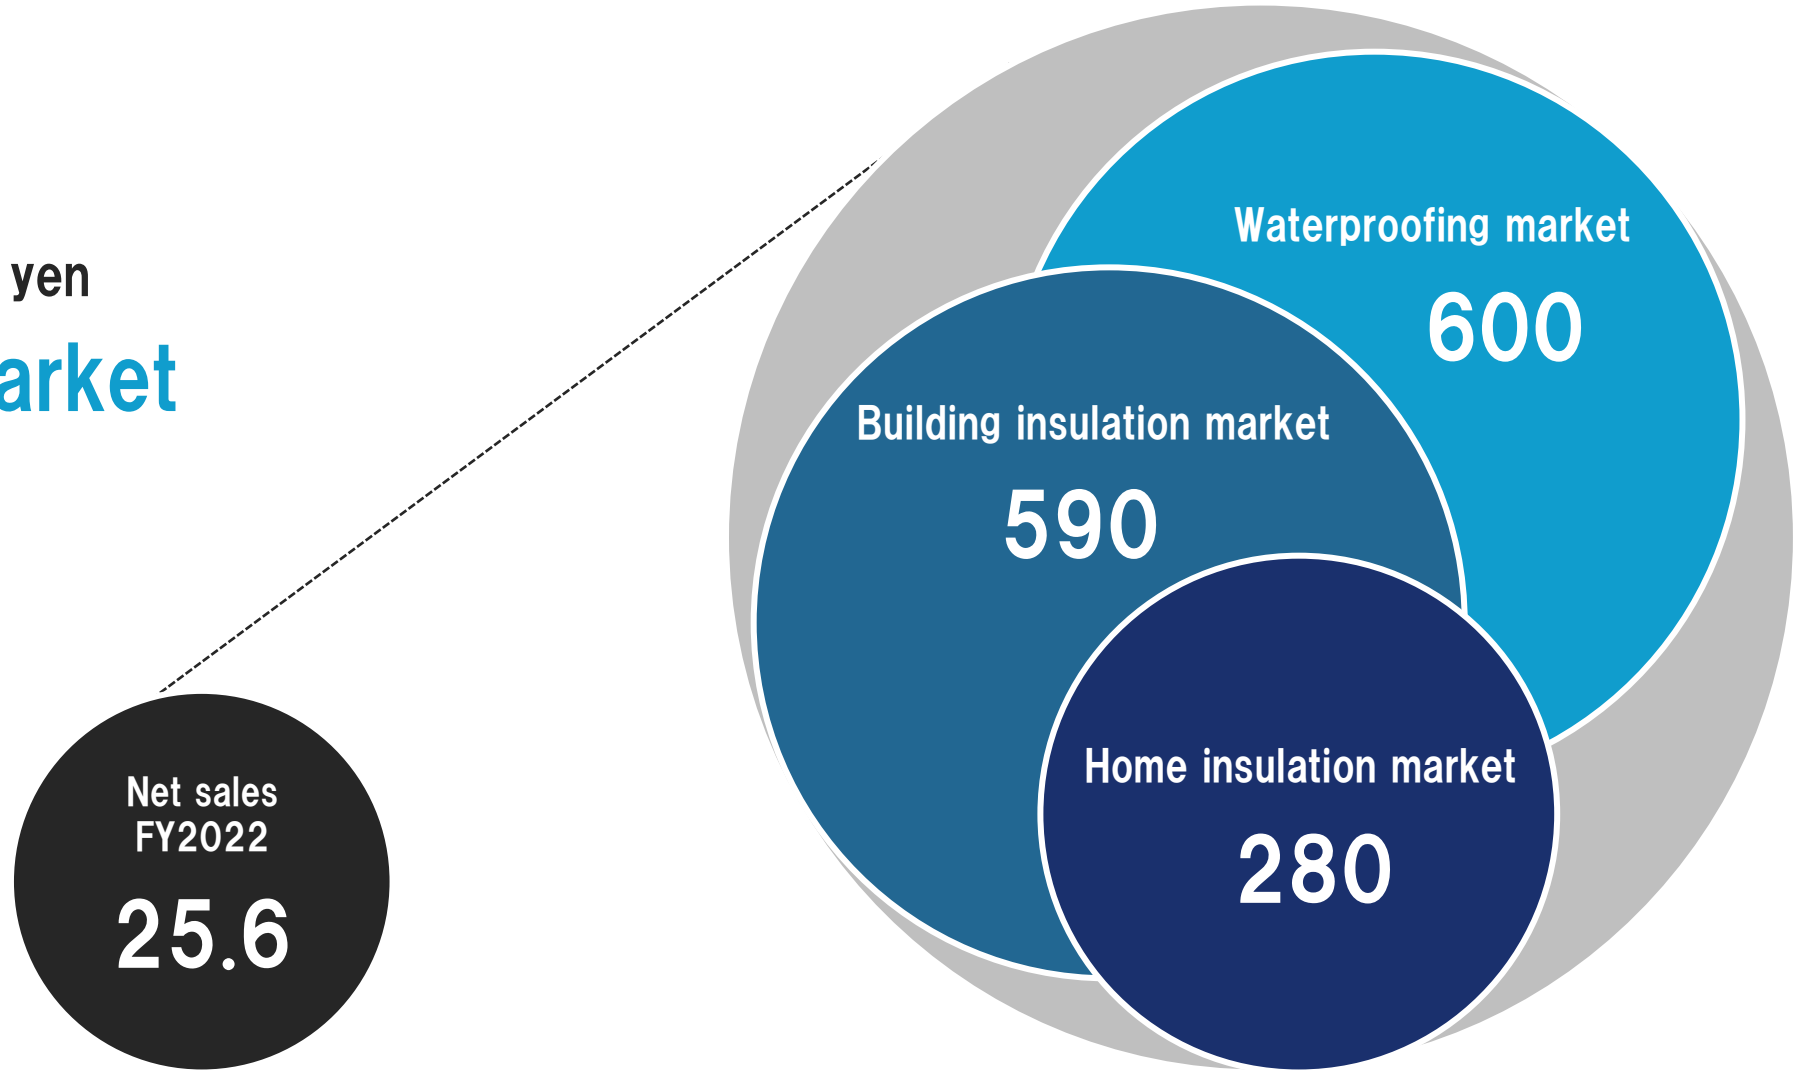 yen
arket
Waterproofing market
600
Building insulation market
590
Home insulation market
280
Net sales
FY2022
25.6